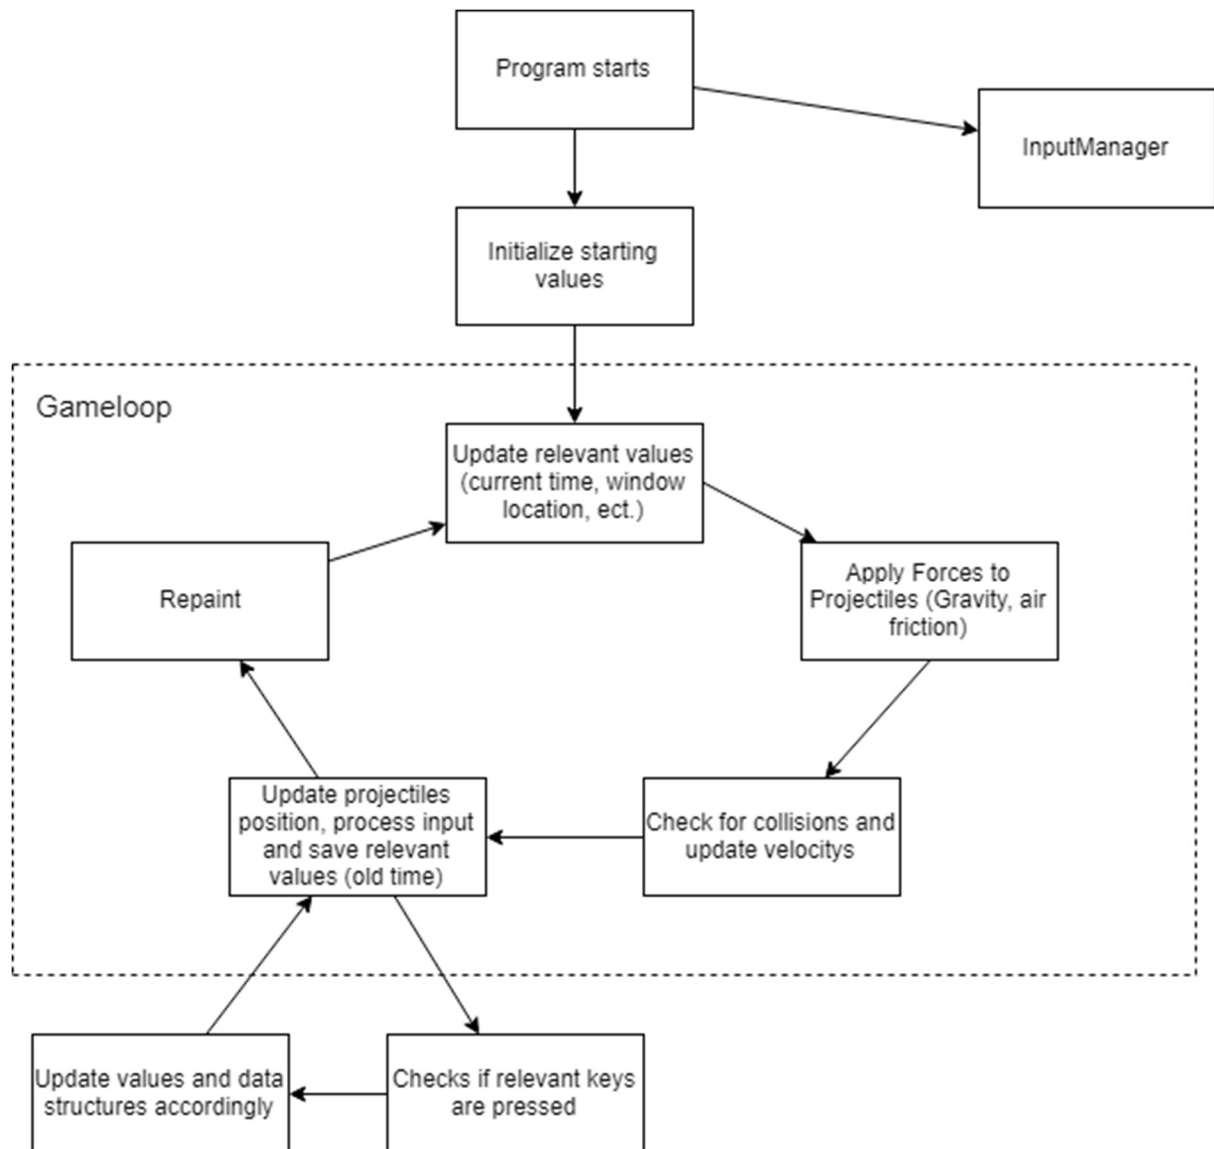 Program starts
InputManager
Initialize starting
values
Gameloop
Update relevant values
(current time, window
location, ect.)
Repaint
Apply Forces to
Projectiles (Gravity, air
friction)
Update projectiles
position, process input
and save relevant
values (old time)
Check for collisions and
update velocitys
Update values and data
structures accordingly
Checks if relevant keys
are pressed